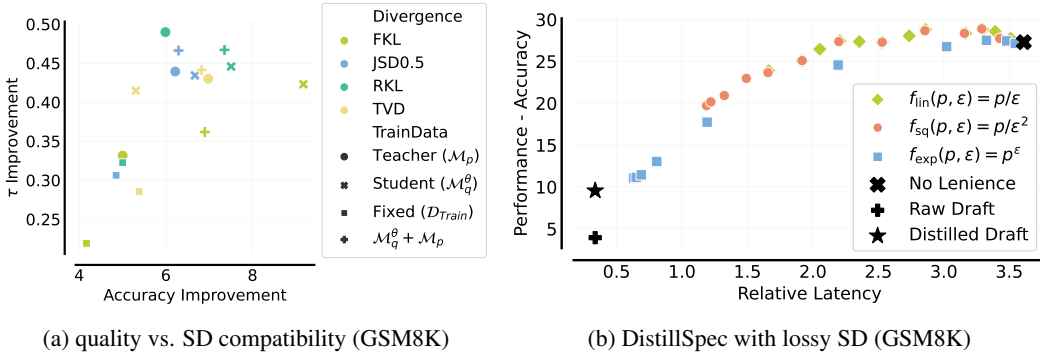 0.50
0.45
0.40
0.35
0.30
0.25
τ Improvement
4 6 8
Accuracy Improvement
Divergence
FKL
JSD0.5
RKL
TVD
TrainData
Teacher (ℳ_p)
Student (ℳ_q^θ)
Fixed (𝒟_Train)
ℳ_q^θ + ℳ_p
(a) quality vs. SD compatibility (GSM8K)
30
25
20
15
10
5
Performance - Accuracy
0.5 1.0 1.5 2.0 2.5 3.0 3.5
Relative Latency
f_lin(p, ε) = p/ε
f_sq(p, ε) = p/ε²
f_exp(p, ε) = p^ε
No Lenience
Raw Draft
Distilled Draft
(b) DistillSpec with lossy SD (GSM8K)